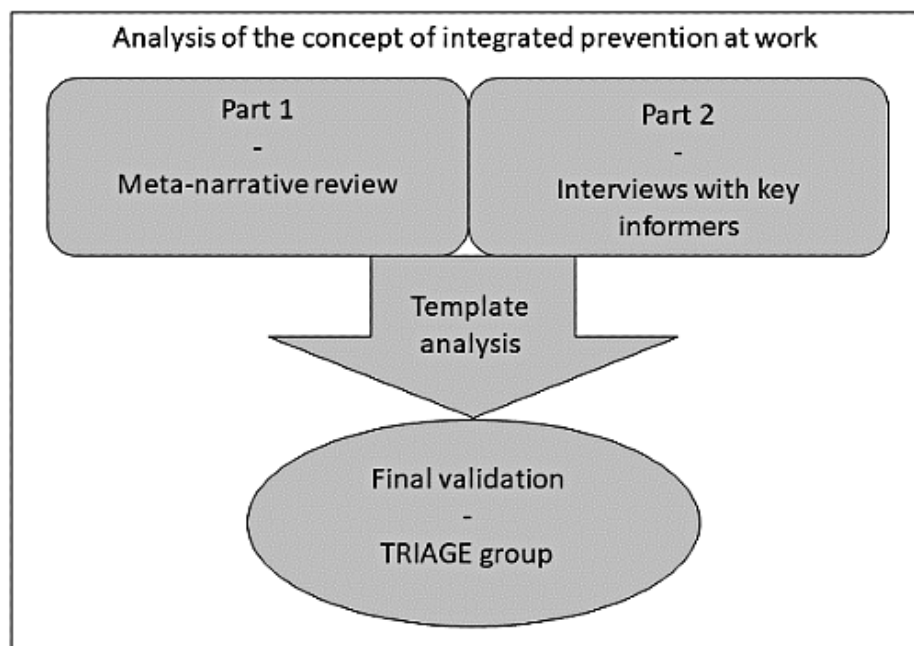 Analysis of the concept of integrated prevention at work
Part 1
-
Meta-narrative review
Part 2
-
Interviews with key
informers
Template
analysis
Final validation
-
TRIAGE group